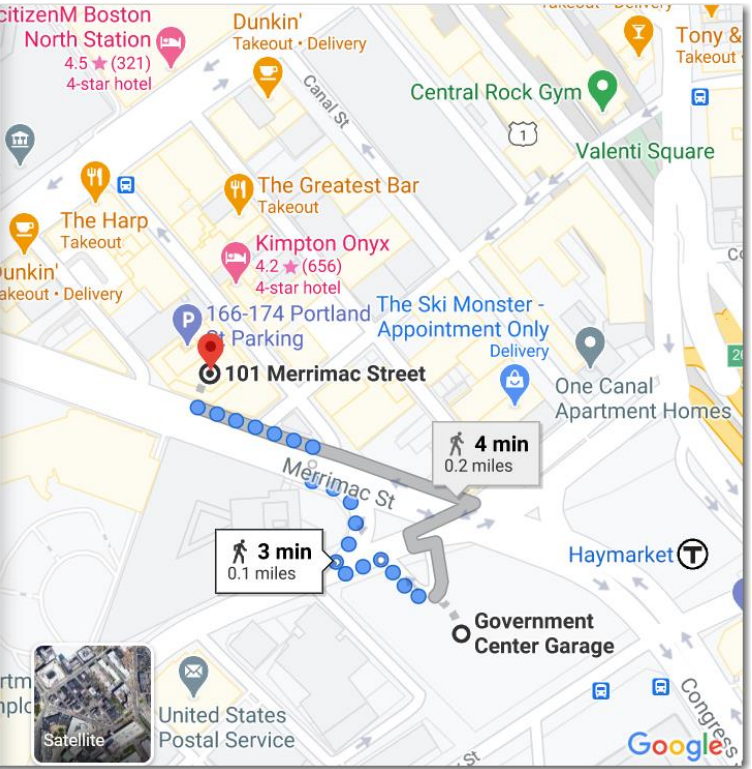 citizenM Boston
North Station
4.5 ★ (321)
4-star hotel
Dunkin'
Takeout • Delivery
Takeout • Delivery
Tony &
Takeout
Canal St
Central Rock Gym
1
Valenti Square
The Harp
Takeout
The Greatest Bar
Takeout
Kimpton Onyx
4.2 ★ (656)
4-star hotel
unkin'
akeout • Delivery
P
166-174 Portland
St Parking
The Ski Monster -
Appointment Only
Delivery
101 Merrimac Street
One Canal
Apartment Homes
4 min
0.2 miles
Merrimac St
3 min
0.1 miles
Haymarket T
Government
Center Garage
United States
Postal Service
Congress
St
Satellite
Google